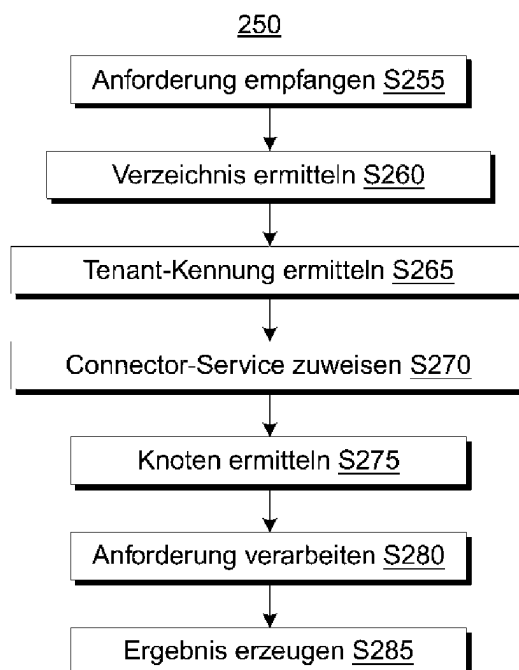 250
Anforderung empfangen S255
Verzeichnis ermitteln S260
Tenant-Kennung ermitteln S265
Connector-Service zuweisen S270
Knoten ermitteln S275
Anforderung verarbeiten S280
Ergebnis erzeugen S285